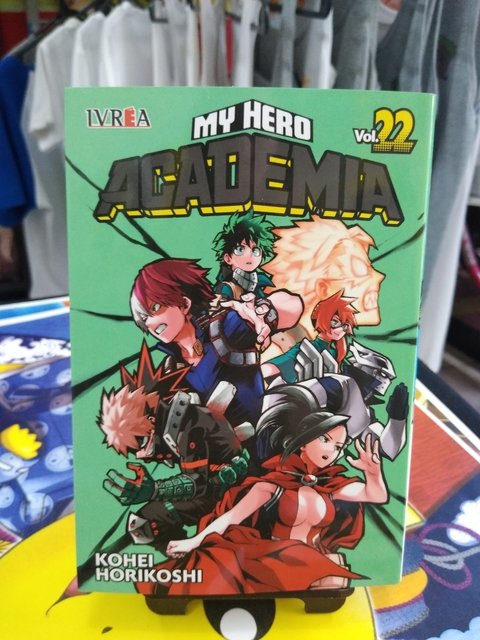 IVREA
MY HERO
Vol.22
ACADEMIA
KOHEI
HORIKOSHI